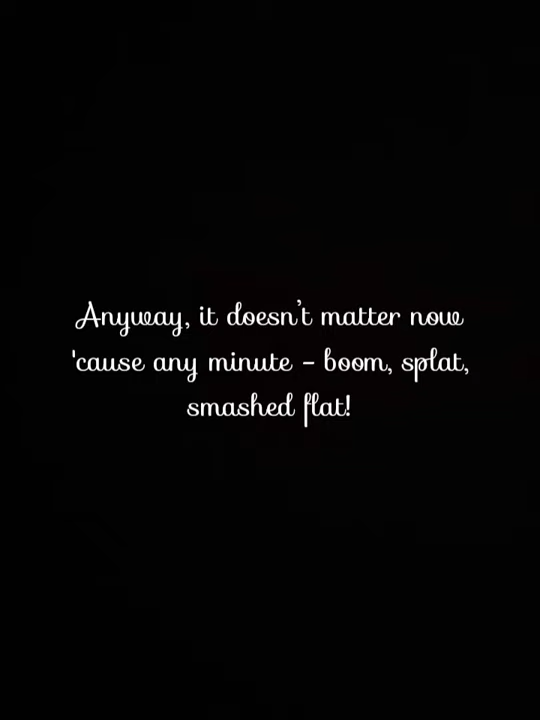 Anyway, it doesn’t matter now
'cause any minute – boom, splat,
smashed flat!